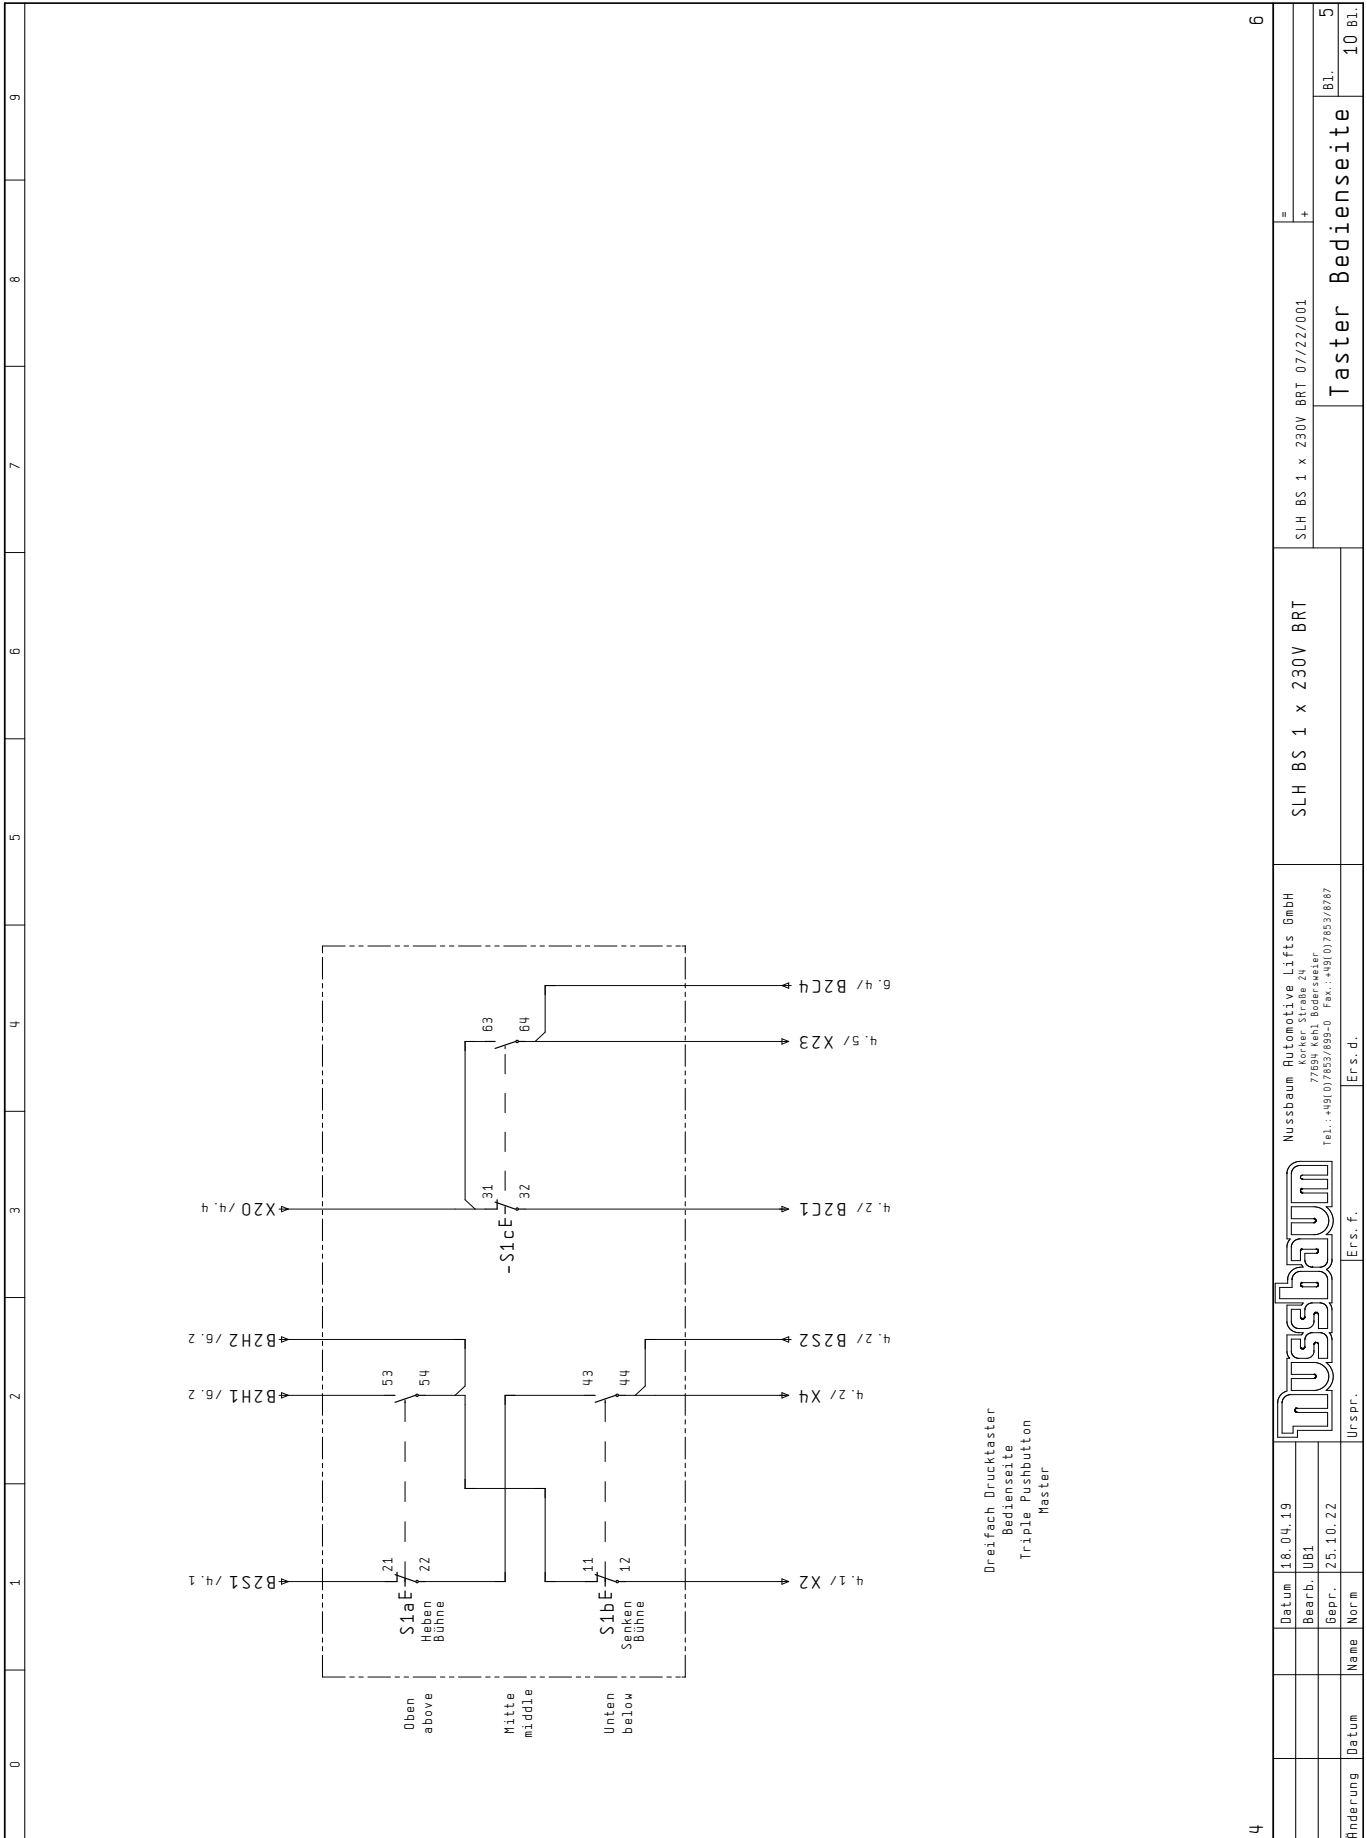 0 1 2 3 4 5 6 7 8 9
B2S1 /4.1
B2H1 /6.2
B2H2 /6.2
X20 /4.4
Oben
above
S1a
Heben
Bühne
21
22
53
54
Mitte
middle
-S1c
31
32
63
64
Unten
below
S1b
Senken
Bühne
11
12
43
44
4.1/ X2
4.2/ X4
4.2/ B2S2
4.2/ B2C1
4.5/ X23
6.4/ B2C4
Dreifach Drucktaster
Bedienseite
Triple Pushbutton
Master
4
6
Datum 18.04.19
Bearb. UB1
Gepr. 25.10.22
Änderung Datum Name Norm
Nussbaum
Urspr. Ers.f. Ers.d.
Nussbaum Automotive Lifts GmbH
Korker Straße 24
77694 Kehl Bodersweier
Tel.: +49(0)7853/899-0 Fax.: +49(0)7853/8787
SLH BS 1 x 230V BRT
SLH BS 1 x 230V BRT 07/22/001
=
+
Taster Bedienseite
Bl. 5
10 Bl.